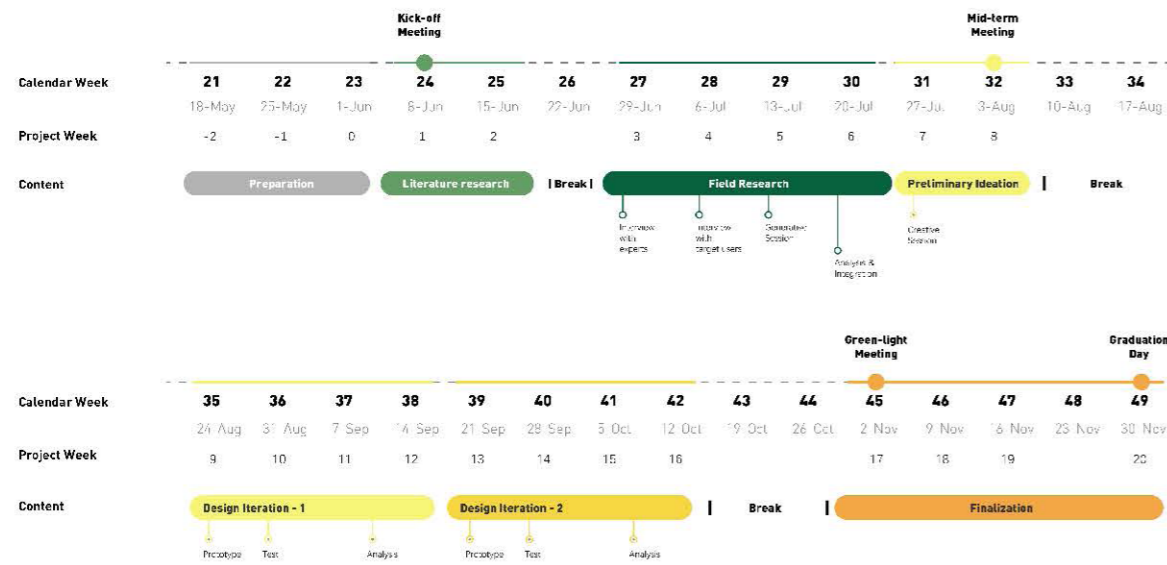 Kick-off
Meeting
Mid-term
Meeting
Calendar Week 21 22 23 24 25 26 27 28 29 30 31 32 33 34
18-May 25-May 1-Jun 8-Jun 15-Jun 22-Jun 29-Jun 6-Jul 13-Jul 20-Jul 27-Jul 3-Aug 10-Aug 17-Aug
Project Week -2 -1 0 1 2 3 4 5 6 7 8
Content Preparation Literature research Break Field Research Preliminary Ideation Break
Interview
with
experts
Interview
with
target users
Generative
Session
Analysis &
Integration
Creative
Session
Green-light
Meeting
Graduation
Day
Calendar Week 35 36 37 38 39 40 41 42 43 44 45 46 47 48 49
24-Aug 31-Aug 7-Sep 14-Sep 21-Sep 28-Sep 5-Oct 12-Oct 19-Oct 26-Oct 2-Nov 9-Nov 16-Nov 23-Nov 30-Nov
Project Week 9 10 11 12 13 14 15 16 17 18 19 20
Content Design Iteration - 1 Design Iteration - 2 Break Finalization
Prototype Test Analysis Prototype Test Analysis